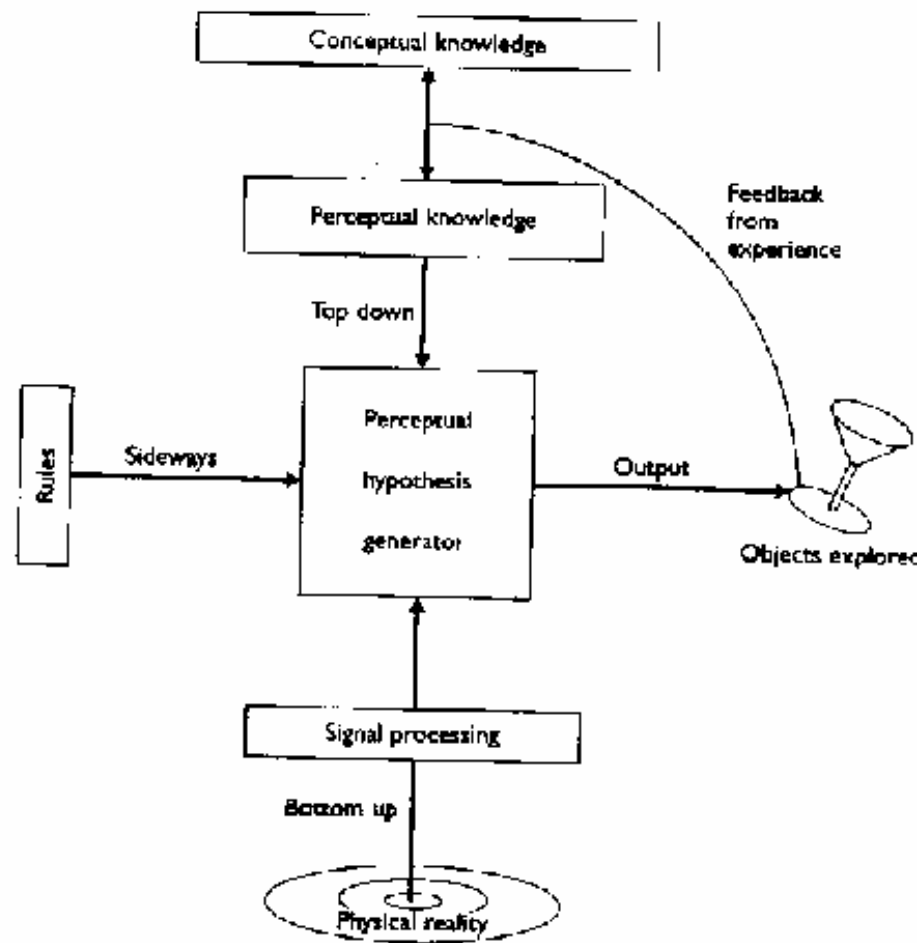 Conceptual knowledge
Feedback
from
experience
Perceptual knowledge
Top down
Perceptual
hypothesis
generator
Rules
Sideways
Output
Objects explored
Signal processing
Bottom up
Physical reality